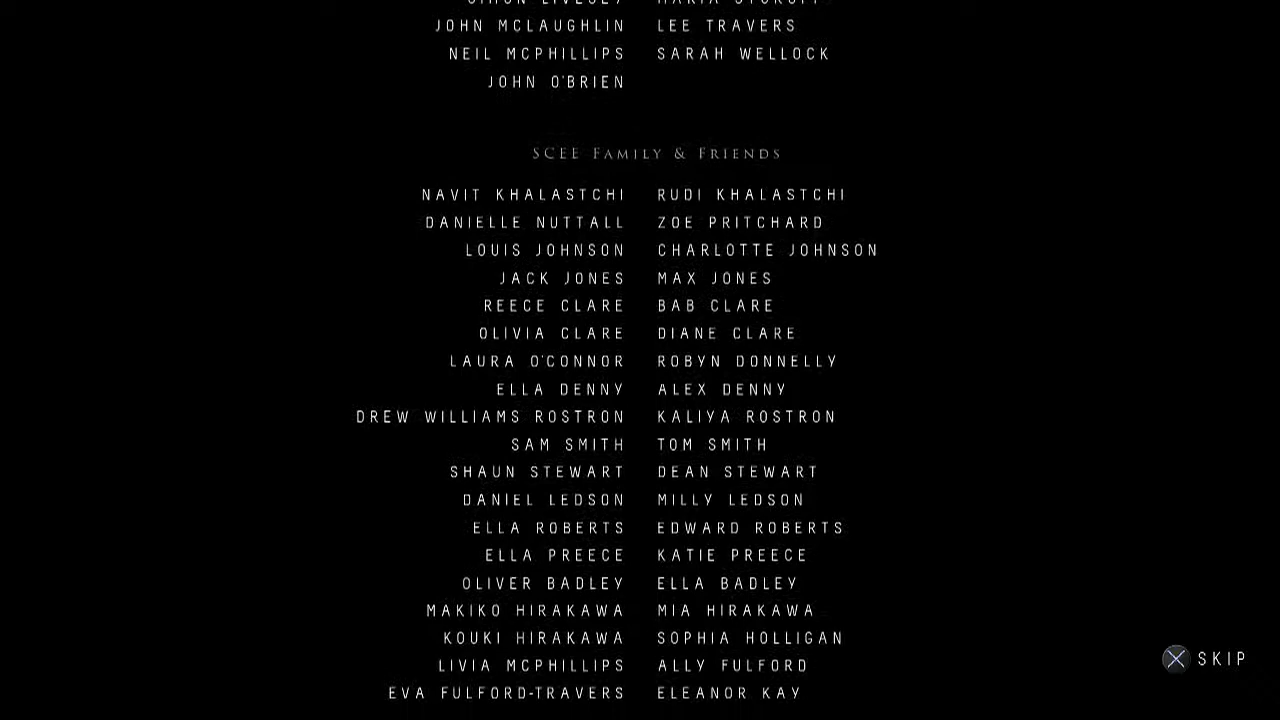 JOHN MCLAUGHLIN LEE TRAVERS
NEIL MCPHILLIPS SARAH WELLOCK
JOHN O'BRIEN
SCEE FAMILY & FRIENDS
NAVIT KHALASTCHI RUDI KHALASTCHI
DANIELLE NUTTALL ZOE PRITCHARD
LOUIS JOHNSON CHARLOTTE JOHNSON
JACK JONES MAX JONES
REECE CLARE BAB CLARE
OLIVIA CLARE DIANE CLARE
LAURA O'CONNOR ROBYN DONNELLY
ELLA DENNY ALEX DENNY
DREW WILLIAMS ROSTRON KALIYA ROSTRON
SAM SMITH TOM SMITH
SHAUN STEWART DEAN STEWART
DANIEL LEDSON MILLY LEDSON
ELLA ROBERTS EDWARD ROBERTS
ELLA PREECE KATIE PREECE
OLIVER BADLEY ELLA BADLEY
MAKIKO HIRAKAWA MIA HIRAKAWA
KOUKI HIRAKAWA SOPHIA HOLLIGAN
SKIP
LIVIA MCPHILLIPS ALLY FULFORD
EVA FULFORD-TRAVERS ELEANOR KAY